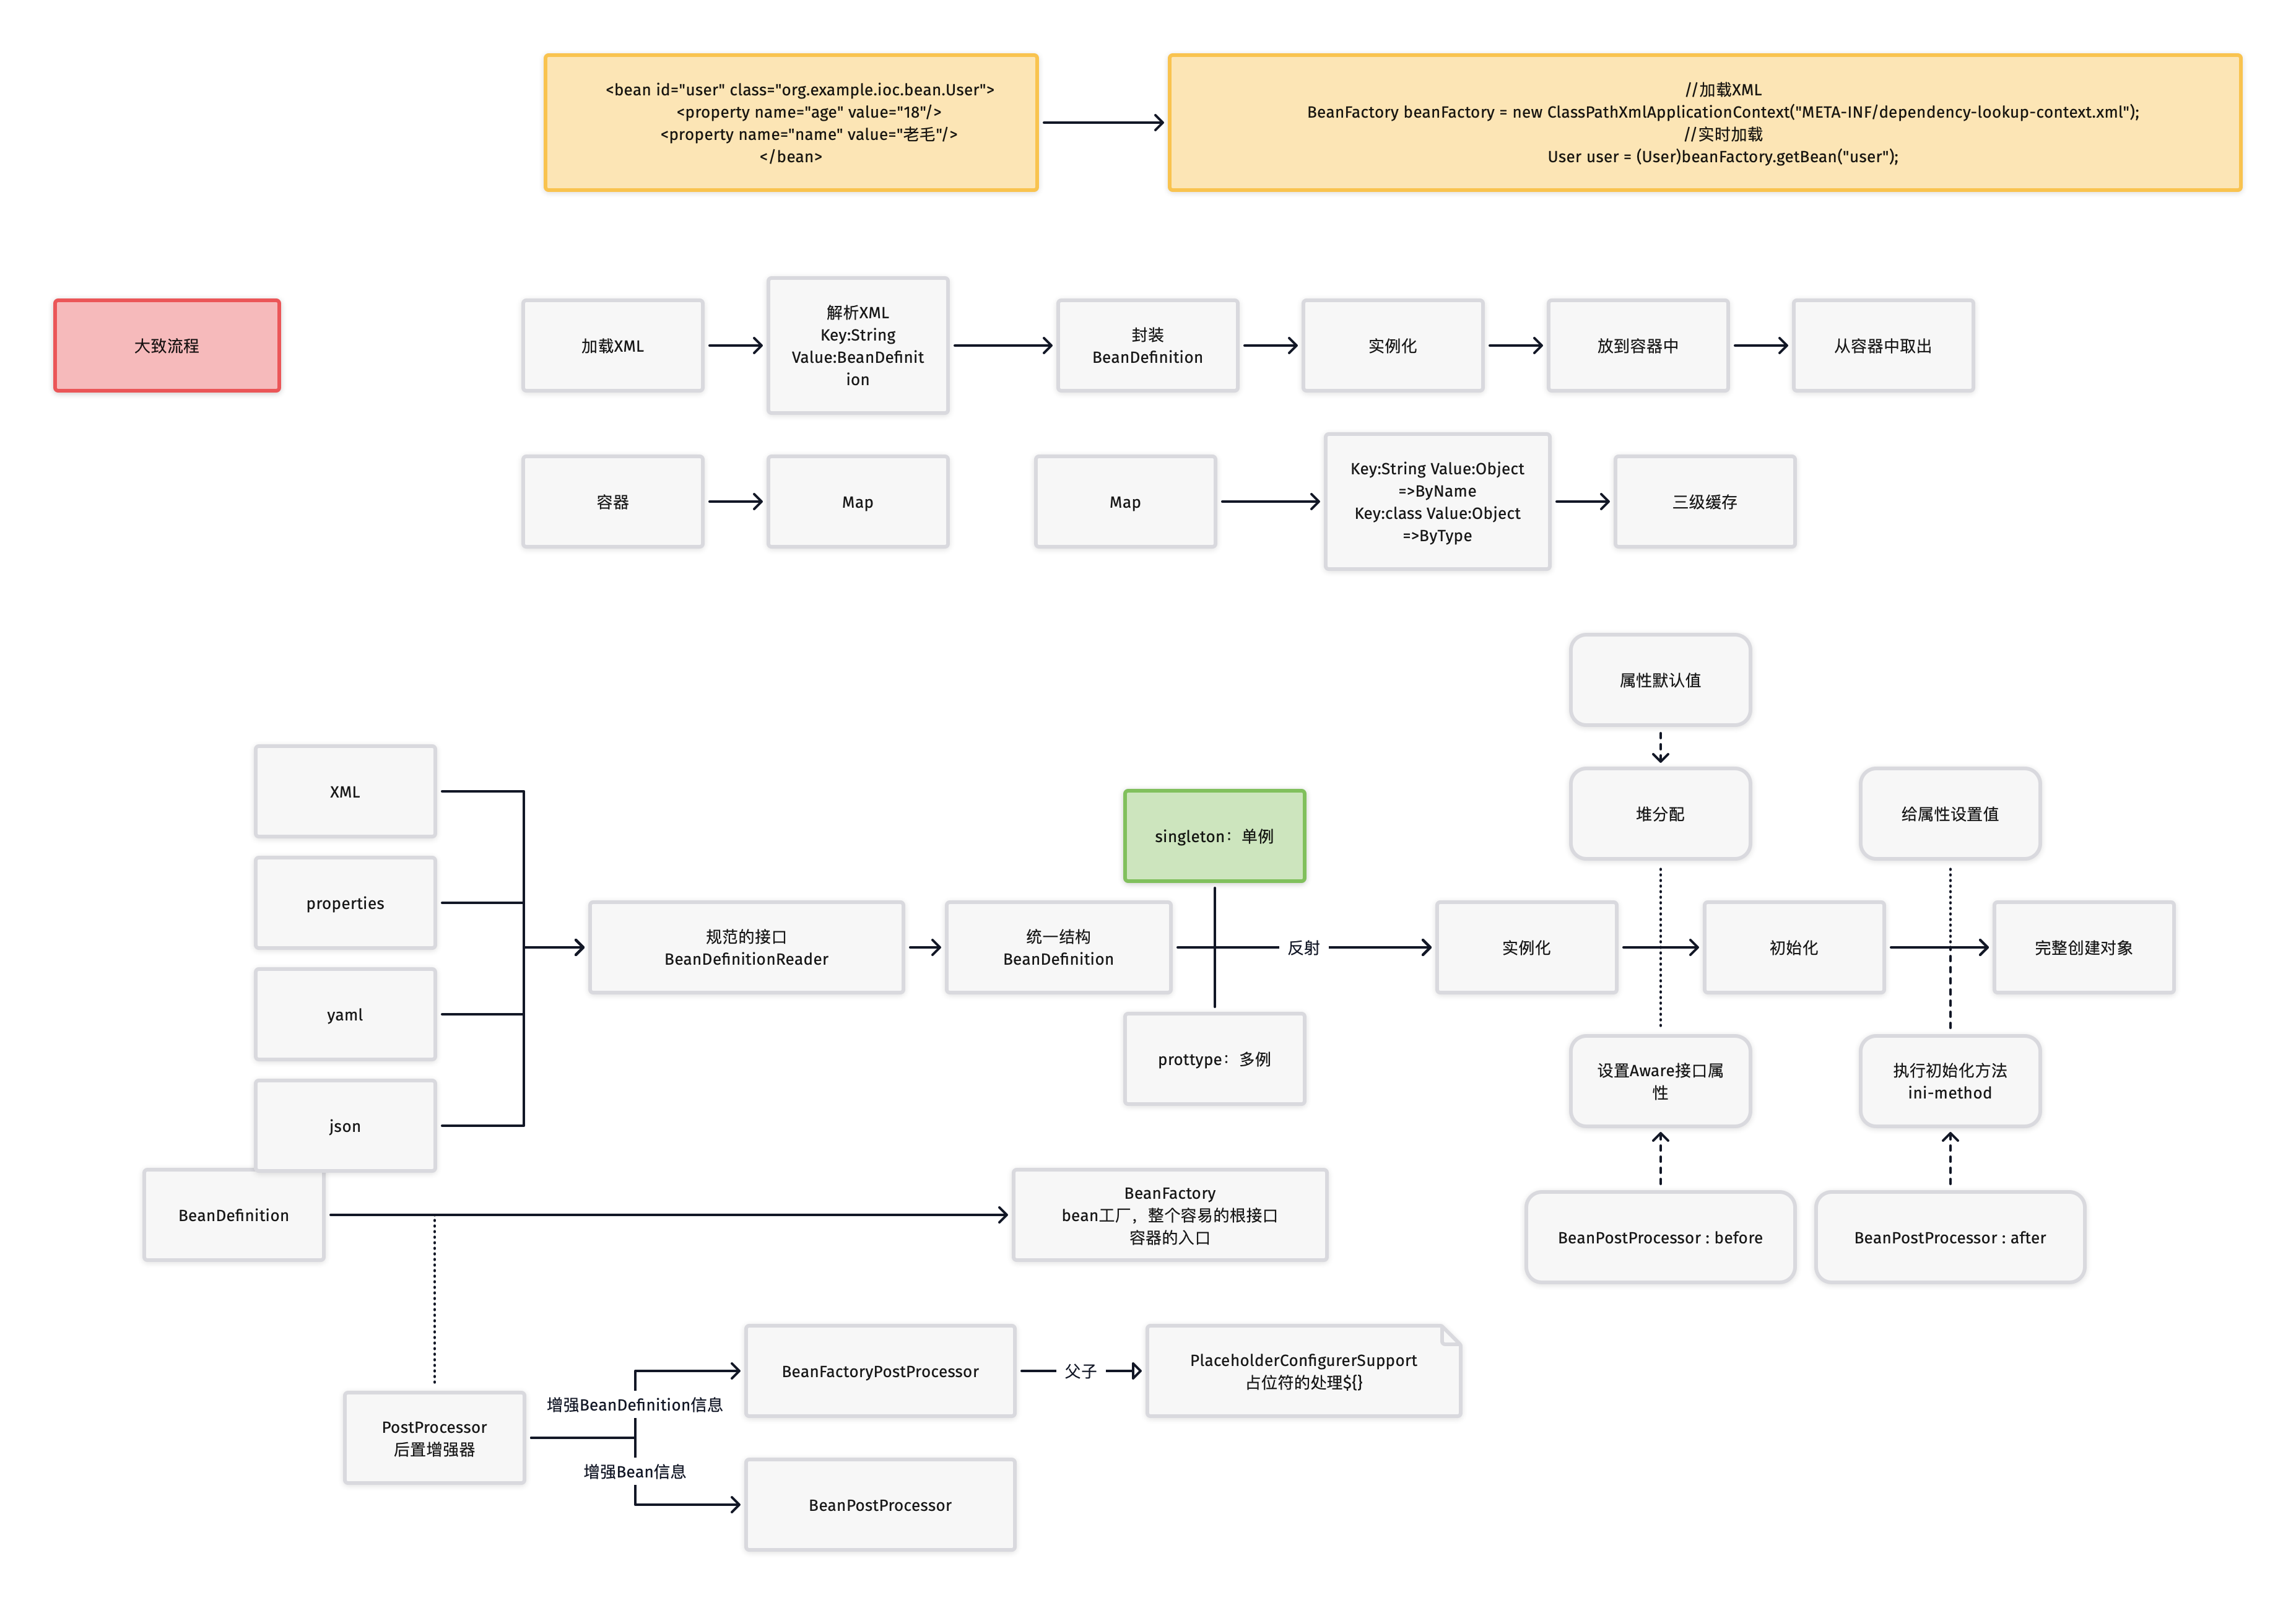 <bean id="user" class="org.example.ioc.bean.User">
<property name="age" value="18"/>
<property name="name" value="老毛"/>
</bean>
//加载XML
BeanFactory beanFactory = new ClassPathXmlApplicationContext("META-INF/dependency-lookup-context.xml");
//实时加载
User user = (User)beanFactory.getBean("user");
大致流程
加载XML
解析XML
Key:String
Value:BeanDefinit
ion
封装
BeanDefinition
实例化
放到容器中
从容器中取出
容器
Map
Map
Key:String Value:Object
=>ByName
Key:class Value:Object
=>ByType
三级缓存
属性默认值
XML
properties
yaml
json
规范的接口
BeanDefinitionReader
统一结构
BeanDefinition
singleton：单例
prottype：多例
反射
实例化
堆分配
设置Aware接口属
性
BeanPostProcessor : before
初始化
给属性设置值
执行初始化方法
ini-method
BeanPostProcessor : after
完整创建对象
BeanDefinition
BeanFactory
bean工厂，整个容易的根接口
容器的入口
PostProcessor
后置增强器
增强BeanDefinition信息
增强Bean信息
BeanFactoryPostProcessor
父子
PlaceholderConfigurerSupport
占位符的处理${}
BeanPostProcessor